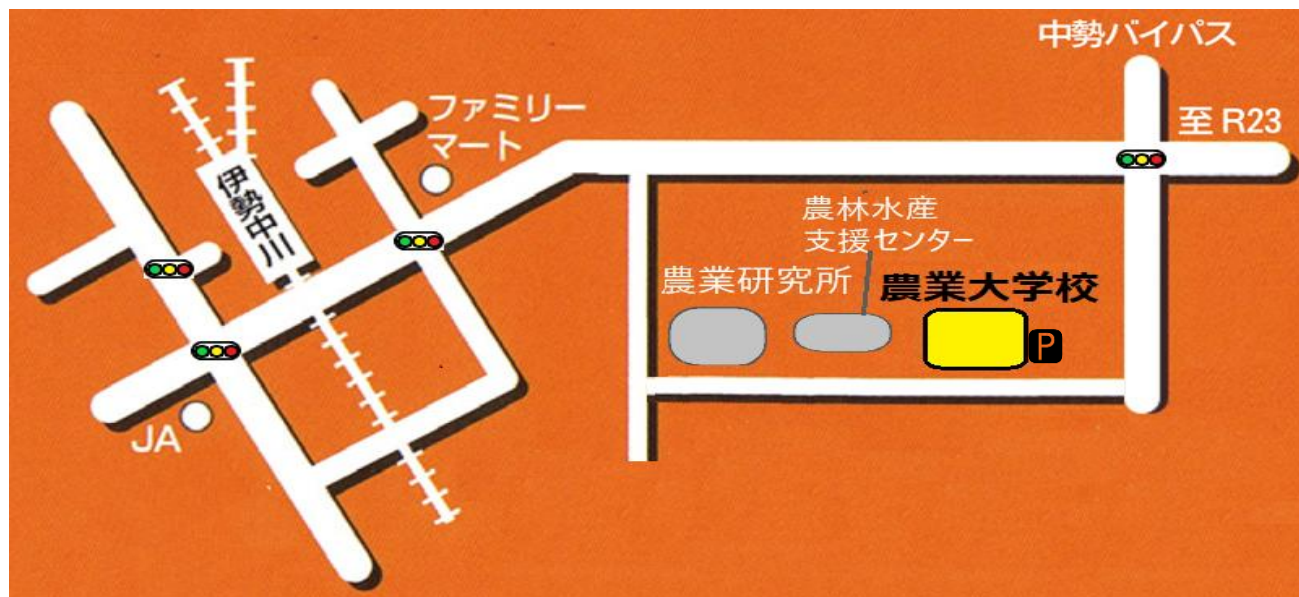 中勢バイパス
至 R23
ファミリー
マート
伊勢中川
農林水産
支援センター
農業研究所
農業大学校
P
JA